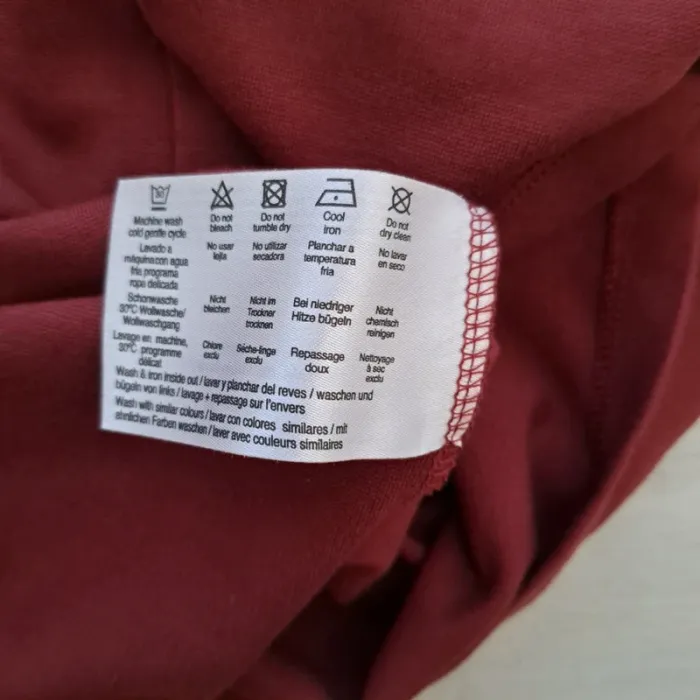 30
Machine wash cold gentle cycle
Do not bleach
Do not tumble dry
Cool iron
Do not dry clean
Lavado a máquina con agua fria programa ropa delicada
No usar lejía
No utilizar secadora
Planchar a temperatura fria
No lavar en seco
Schonwäsche 30°C Wollwäsche/ Wollwaschgang
Nicht bleichen
Nicht im Trockner trocknen
Bei niedriger Hitze bügeln
Nicht chemisch reinigen
Lavage en machine, 30°C programme délicat
Chlore exclu
Sèche-linge exclu
Repassage doux
Nettoyage à sec exclu
Wash & iron inside out / lavar y planchar del reves / waschen und
bügeln von links / lavage + repassage sur l'envers
Wash with similar colours / lavar con colores similares / mit
ähnlichen Farben waschen / laver avec couleurs similaires